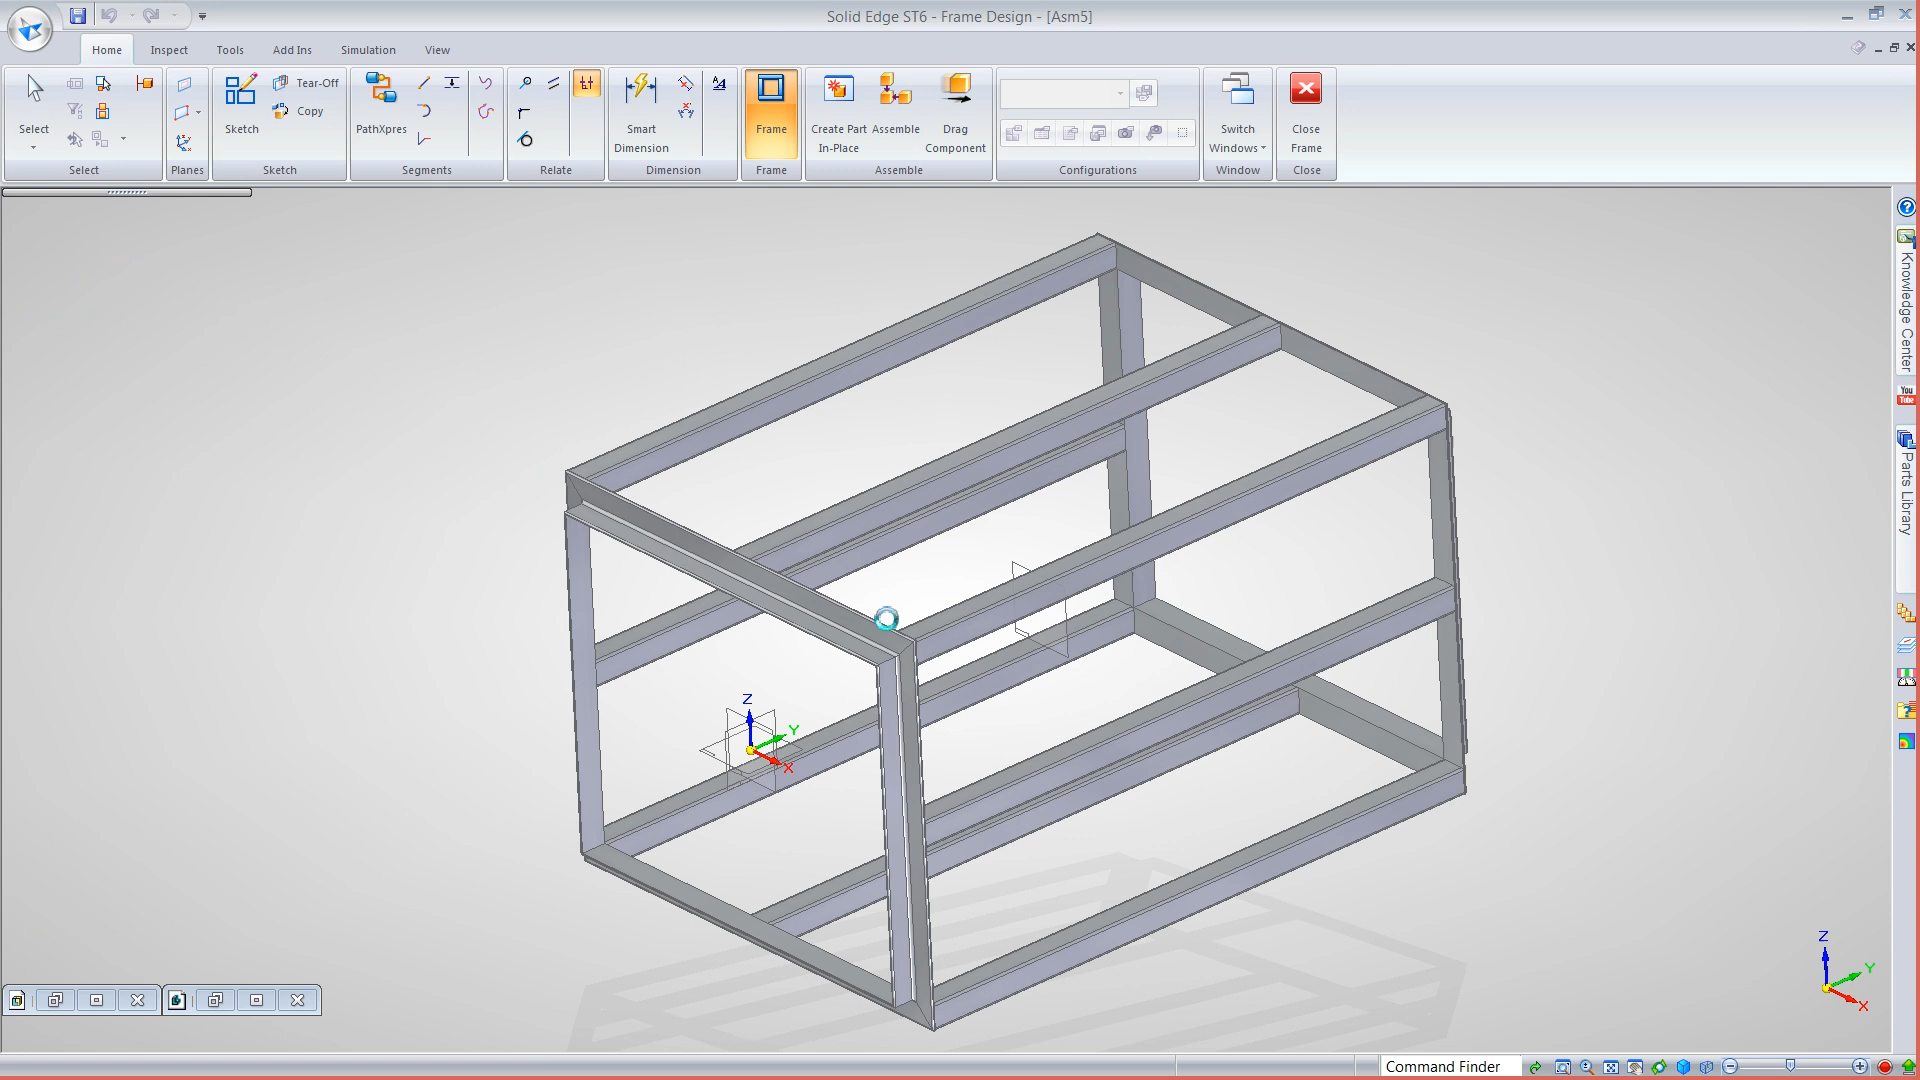 Solid Edge ST6 - Frame Design - [Asm5]
Home Inspect Tools Add Ins Simulation View
Select
Select
Planes
Sketch
Tear-Off
Copy
Sketch
PathXpres
Segments
Relate
Smart
Dimension
Dimension
Frame
Frame
Create Part
In-Place
Assemble
Drag
Component
Assemble
Configurations
Switch
Windows
Window
Close
Frame
Close
Knowledge Center
You
Tube
Parts Library
Z
Y
X
Z
Y
X
Command Finder